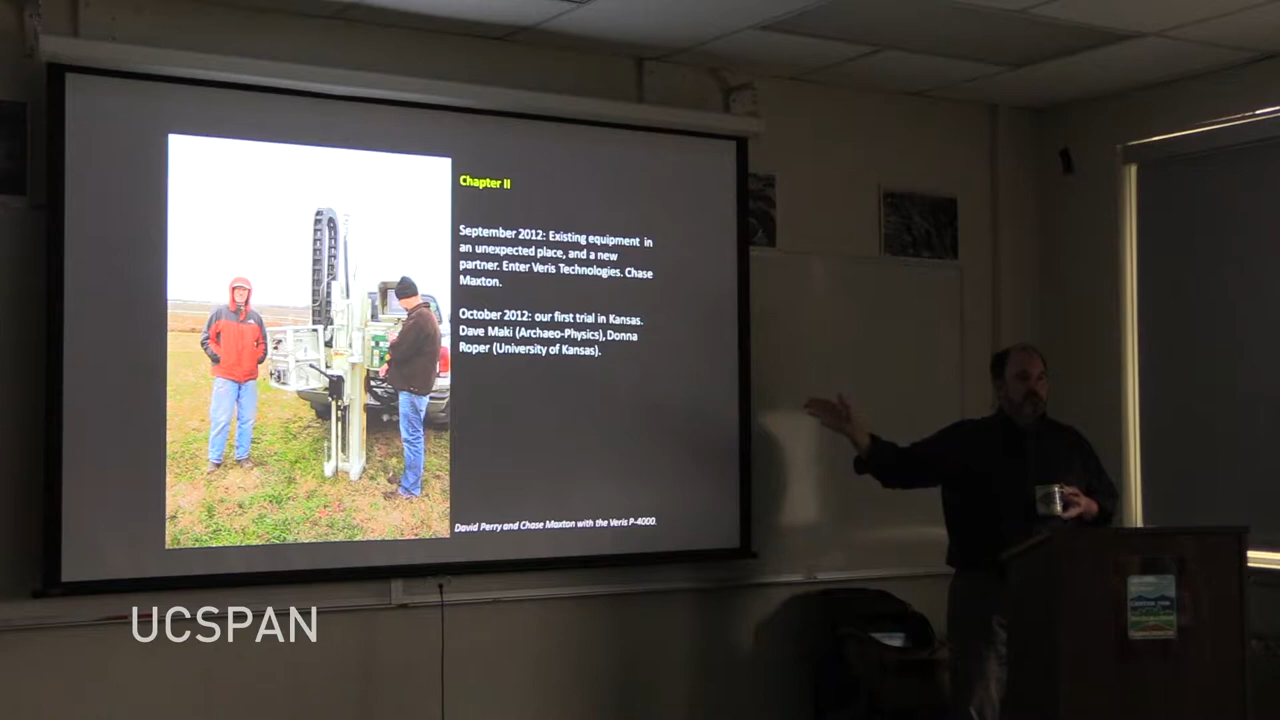 Chapter II
September 2012: Existing equipment in
an unexpected place, and a new
partner. Enter Veris Technologies. Chase
Maxton.
October 2012: our first trial in Kansas.
Dave Maki (Archaeo-Physics), Donna
Roper (University of Kansas).
David Perry and Chase Maxton with the Veris P-4000.
UCSPAN